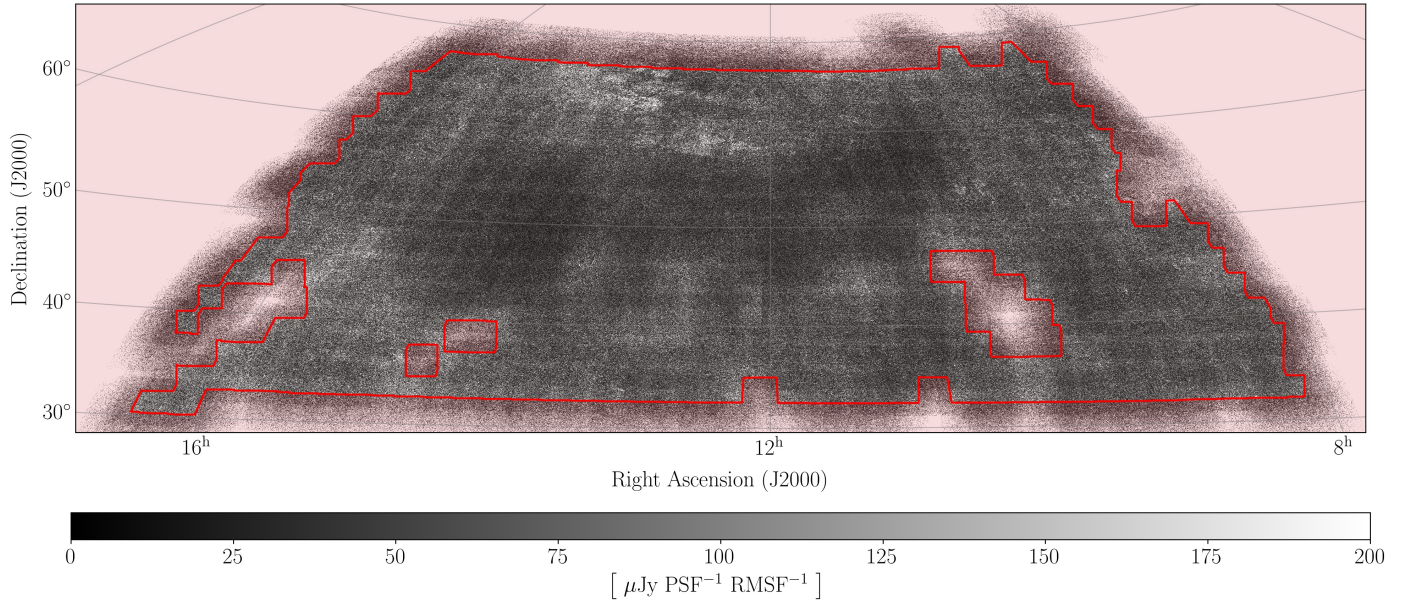 Declination (J2000)
60°
50°
40°
30°
16ʰ 12ʰ 8ʰ
Right Ascension (J2000)
0 25 50 75 100 125 150 175 200
[ μJy PSF⁻¹ RMSF⁻¹ ]